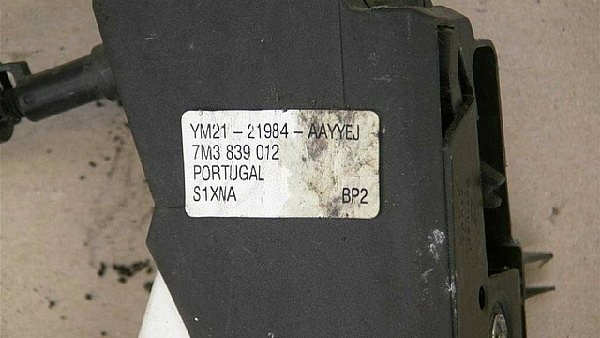 YM21-21984-AAYYEJ
7M3 839 012
PORTUGAL
S1XNA BP2